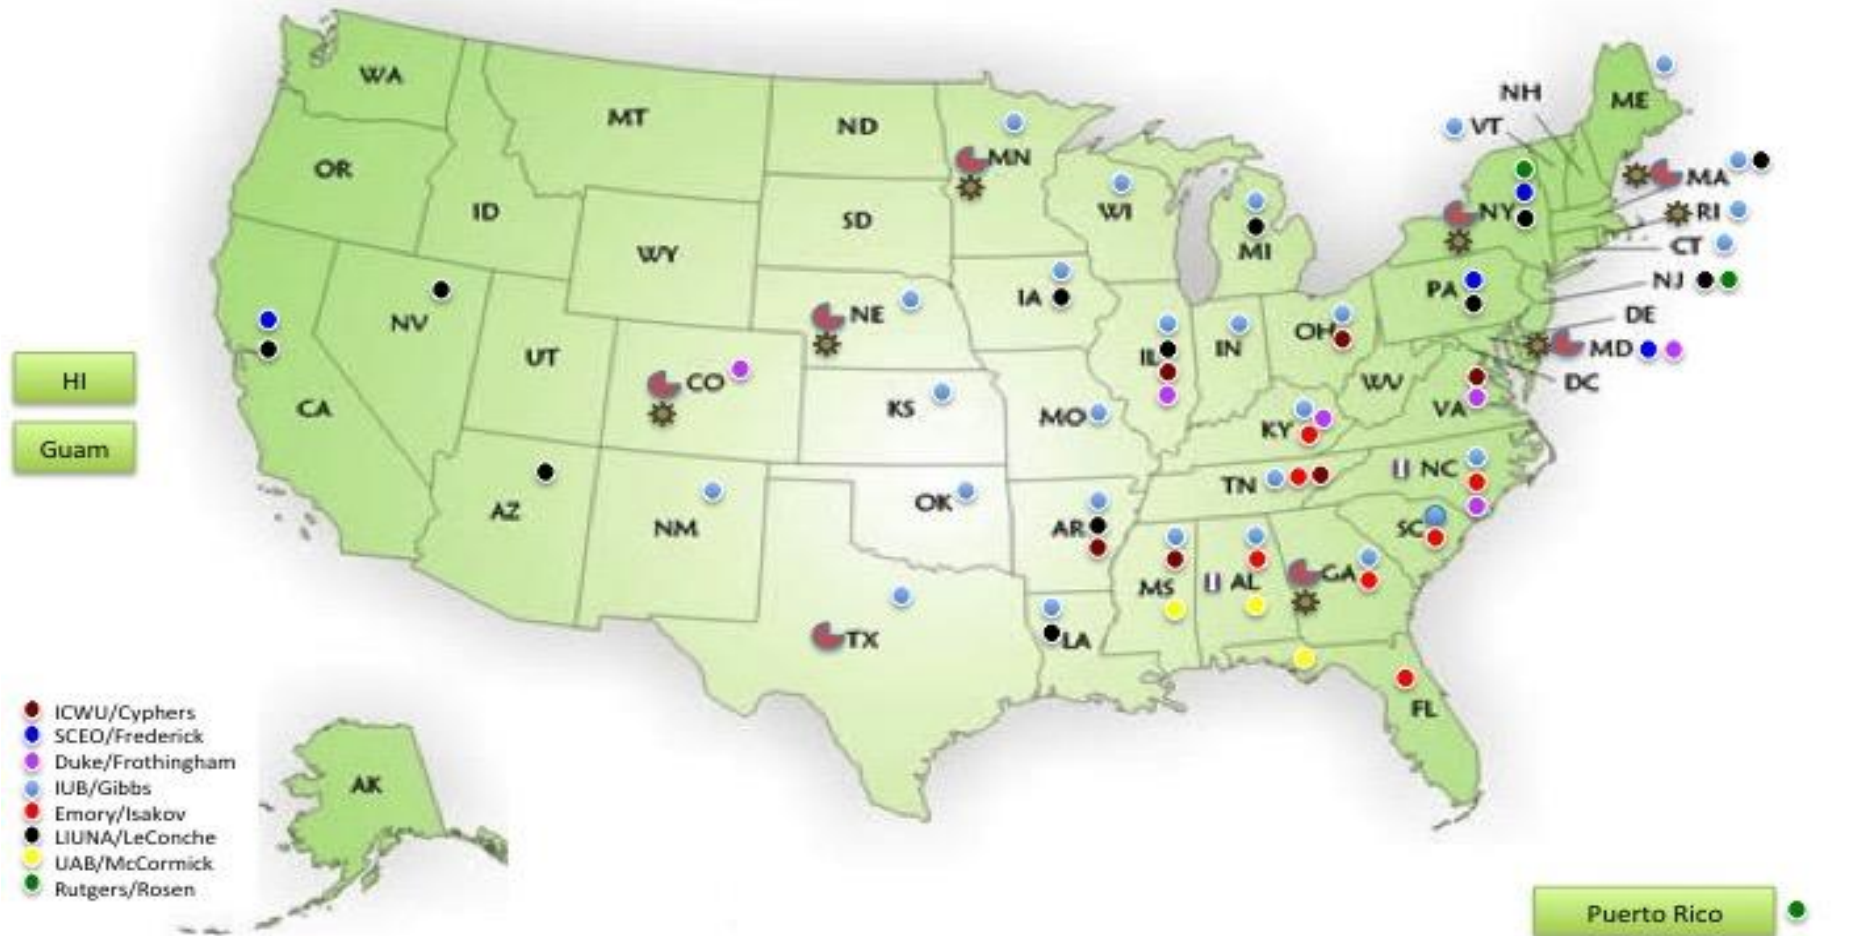 WA
MT
ND
MN
OR
ID
SD
WI
MI
WY
NV
UT
CO
NE
IA
CA
KS
MO
IL
IN
OH
AZ
NM
OK
AR
TN
KY
WV
VA
NC
SC
MS
AL
GA
TX
LA
FL
AK
NH
ME
VT
NY
MA
RI
CT
PA
NJ
DE
MD
DC
HI
Guam
ICWU/Cyphers
SCEO/Frederick
Duke/Frothingham
IUB/Gibbs
Emory/Isakov
LIUNA/LeConche
UAB/McCormick
Rutgers/Rosen
Puerto Rico